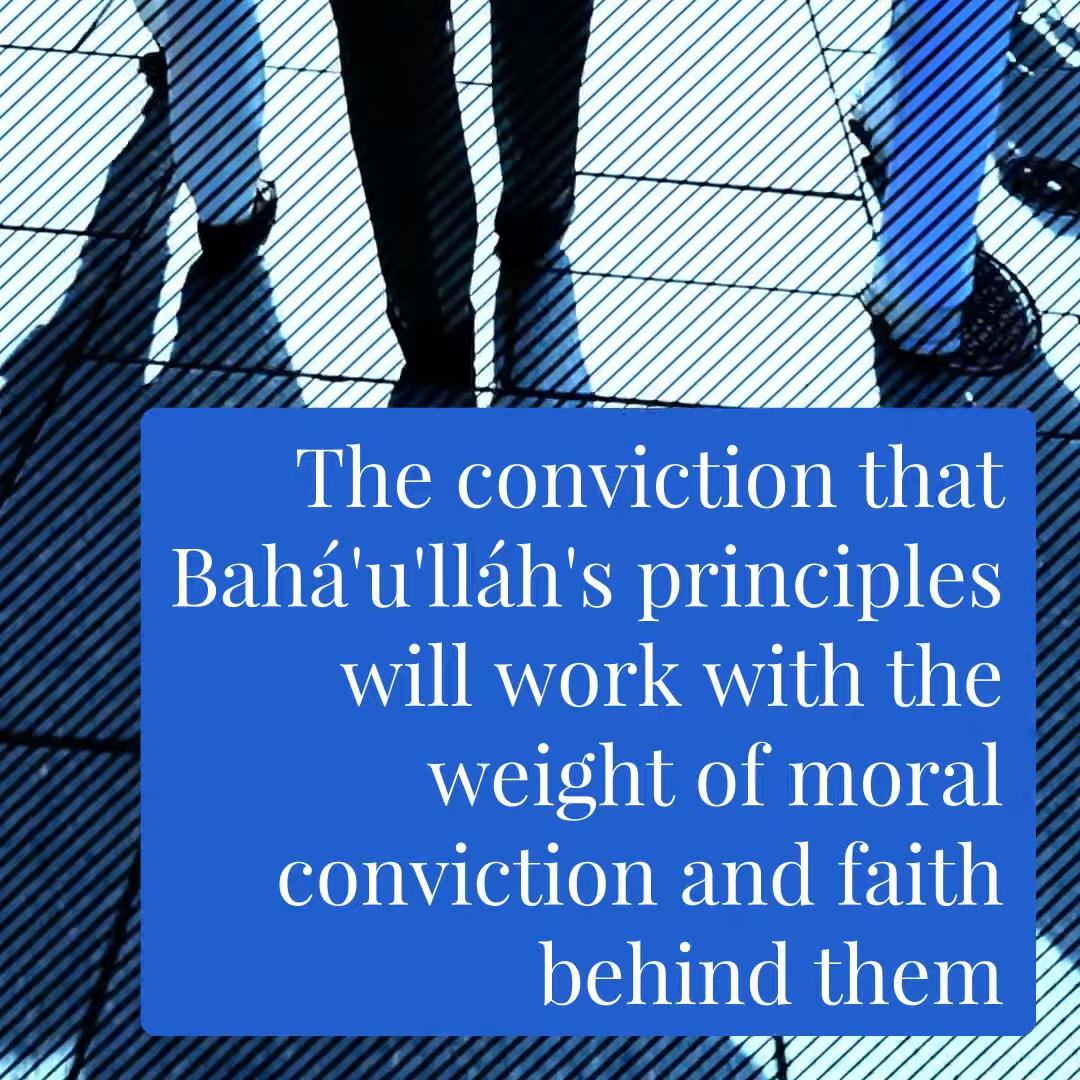 The conviction that
Bahá'u'lláh's principles
will work with the
weight of moral
conviction and faith
behind them